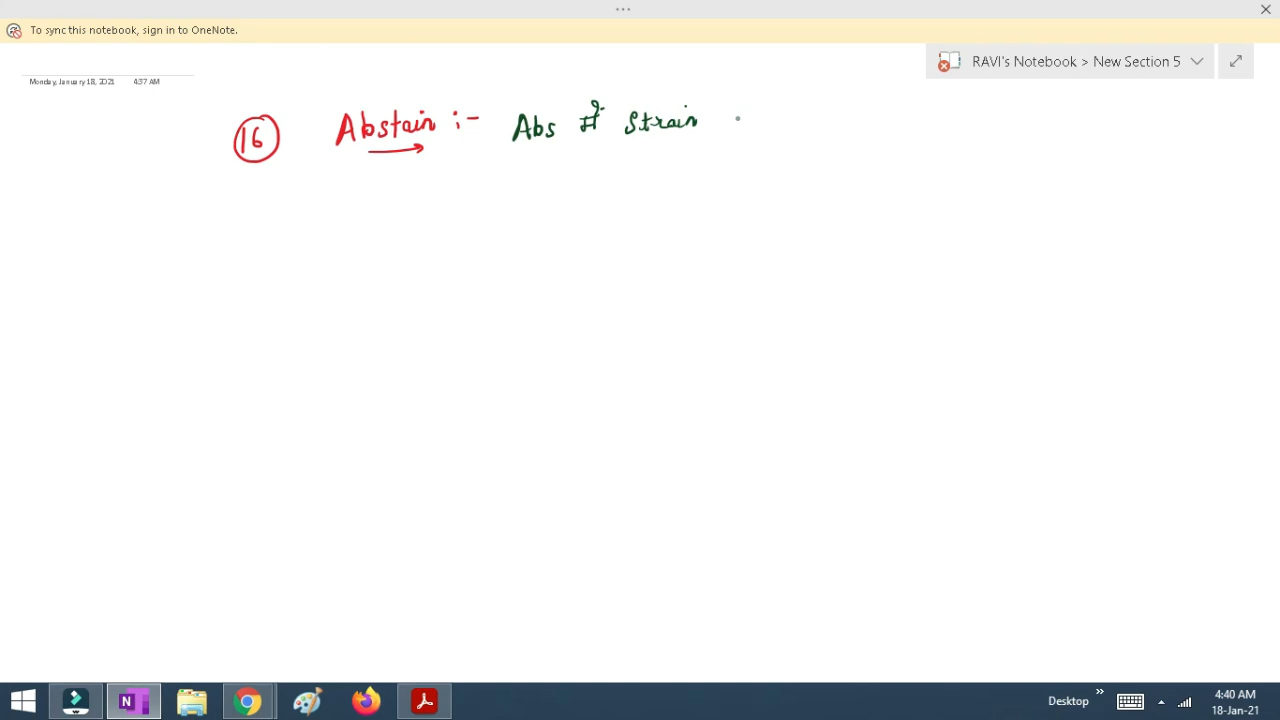 ...
To sync this notebook, sign in to OneNote.
RAVI's Notebook > New Section 5
Monday, January 18, 2021 4:37 AM
16 Abstain :- Abs में Strain
Desktop
4:40 AM
18-Jan-21